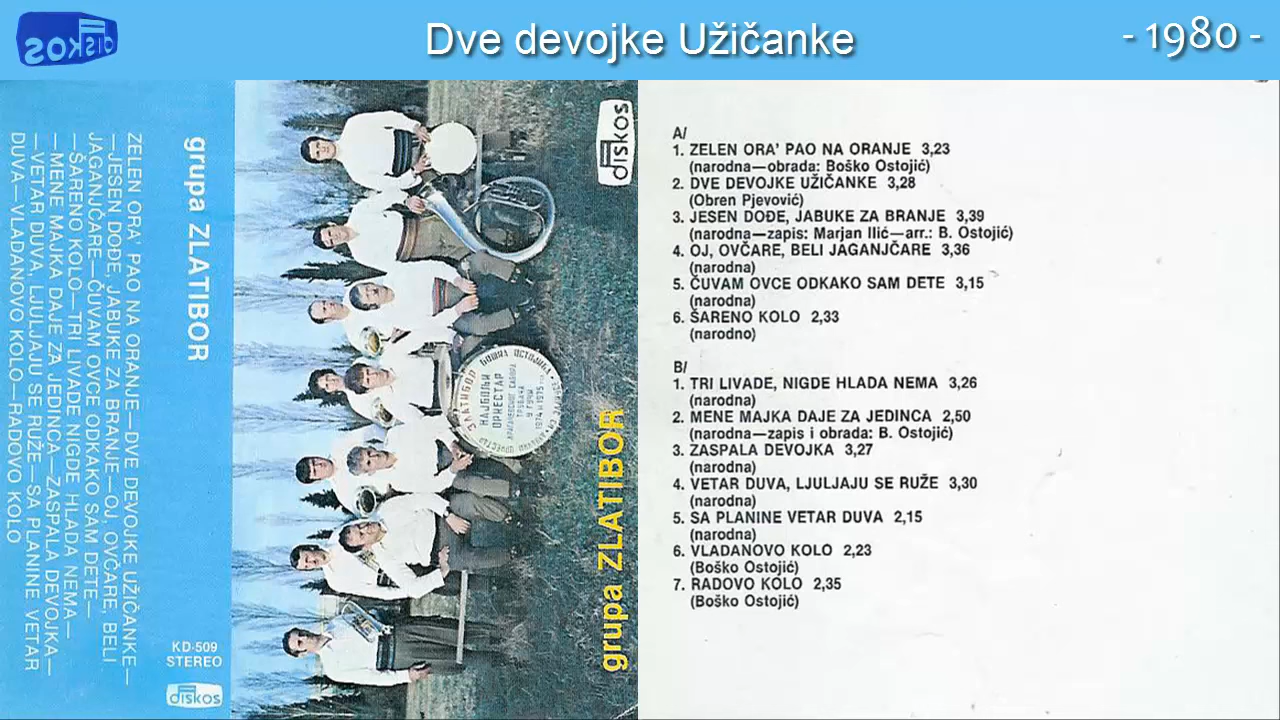 diskos
Dve devojke Užičanke
- 1980 -
grupa ZLATIBOR
ZELEN ORA' PAO NA ORANJE—DVE DEVOJKE UŽIČANKE—
—JESEN DOĐE, JABUKE ZA BRANJE—OJ, OVČARE, BELI
JAGANJČARE—ČUVAM OVCE ODKAKO SAM DETE—
—ŠARENO KOLO—TRI LIVADE NIGDE HLADA NEMA—
—MENE MAJKA DAJE ZA JEDINCA—ZASPALA DEVOJKA—
—VETAR DUVA, LJULJAJU SE RUŽE—SA PLANINE VETAR
DUVA—VLADANOVO KOLO—RADOVO KOLO
KD-509
STEREO
diskos
diskos
ЗЛАТИБОР БОШКА ОСТОЈИЋА
НАЈБОЉИ
ОРКЕСТАР
grupa ZLATIBOR
A/
1. ZELEN ORA' PAO NA ORANJE 3,23
(narodna—obrada: Boško Ostojić)
2. DVE DEVOJKE UŽIČANKE 3,28
(Obren Pjevović)
3. JESEN DOĐE, JABUKE ZA BRANJE 3,39
(narodna—zapis: Marjan Ilić—arr.: B. Ostojić)
4. OJ, OVČARE, BELI JAGANJČARE 3,36
(narodna)
5. ČUVAM OVCE ODKAKO SAM DETE 3,15
(narodna)
6. ŠARENO KOLO 2,33
(narodno)
B/
1. TRI LIVADE, NIGDE HLADA NEMA 3,26
(narodna)
2. MENE MAJKA DAJE ZA JEDINCA 2,50
(narodna—zapis i obrada: B. Ostojić)
3. ZASPALA DEVOJKA 3,27
(narodna)
4. VETAR DUVA, LJULJAJU SE RUŽE 3,30
(narodna)
5. SA PLANINE VETAR DUVA 2,15
(narodna)
6. VLADANOVO KOLO 2,23
(Boško Ostojić)
7. RADOVO KOLO 2,35
(Boško Ostojić)